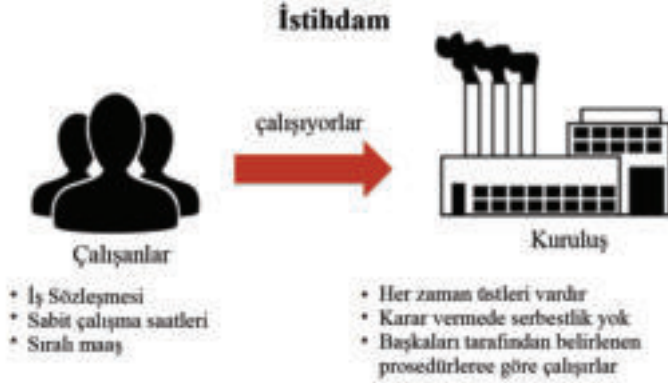 İstihdam
çalışıyorlar
Çalışanlar
• İş Sözleşmesi
• Sabit çalışma saatleri
• Sıralı maaş
Kuruluş
• Her zaman üstleri vardır
• Karar vermede serbestlik yok
• Başkaları tarafından belirlenen
prosedürleree göre çalışırlar